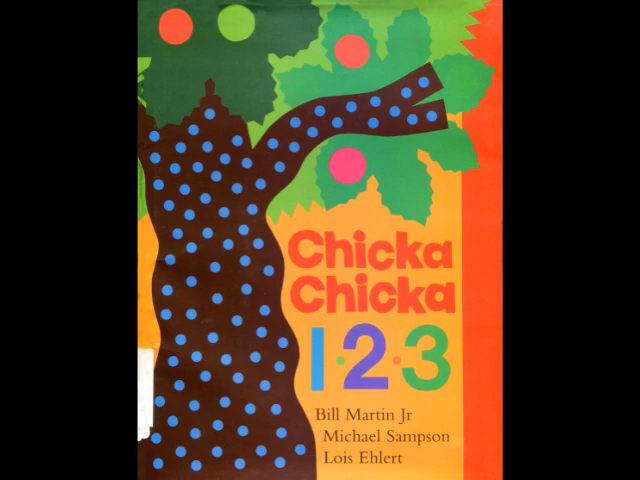 Chicka
Chicka
1·2·3
Bill Martin Jr
Michael Sampson
Lois Ehlert